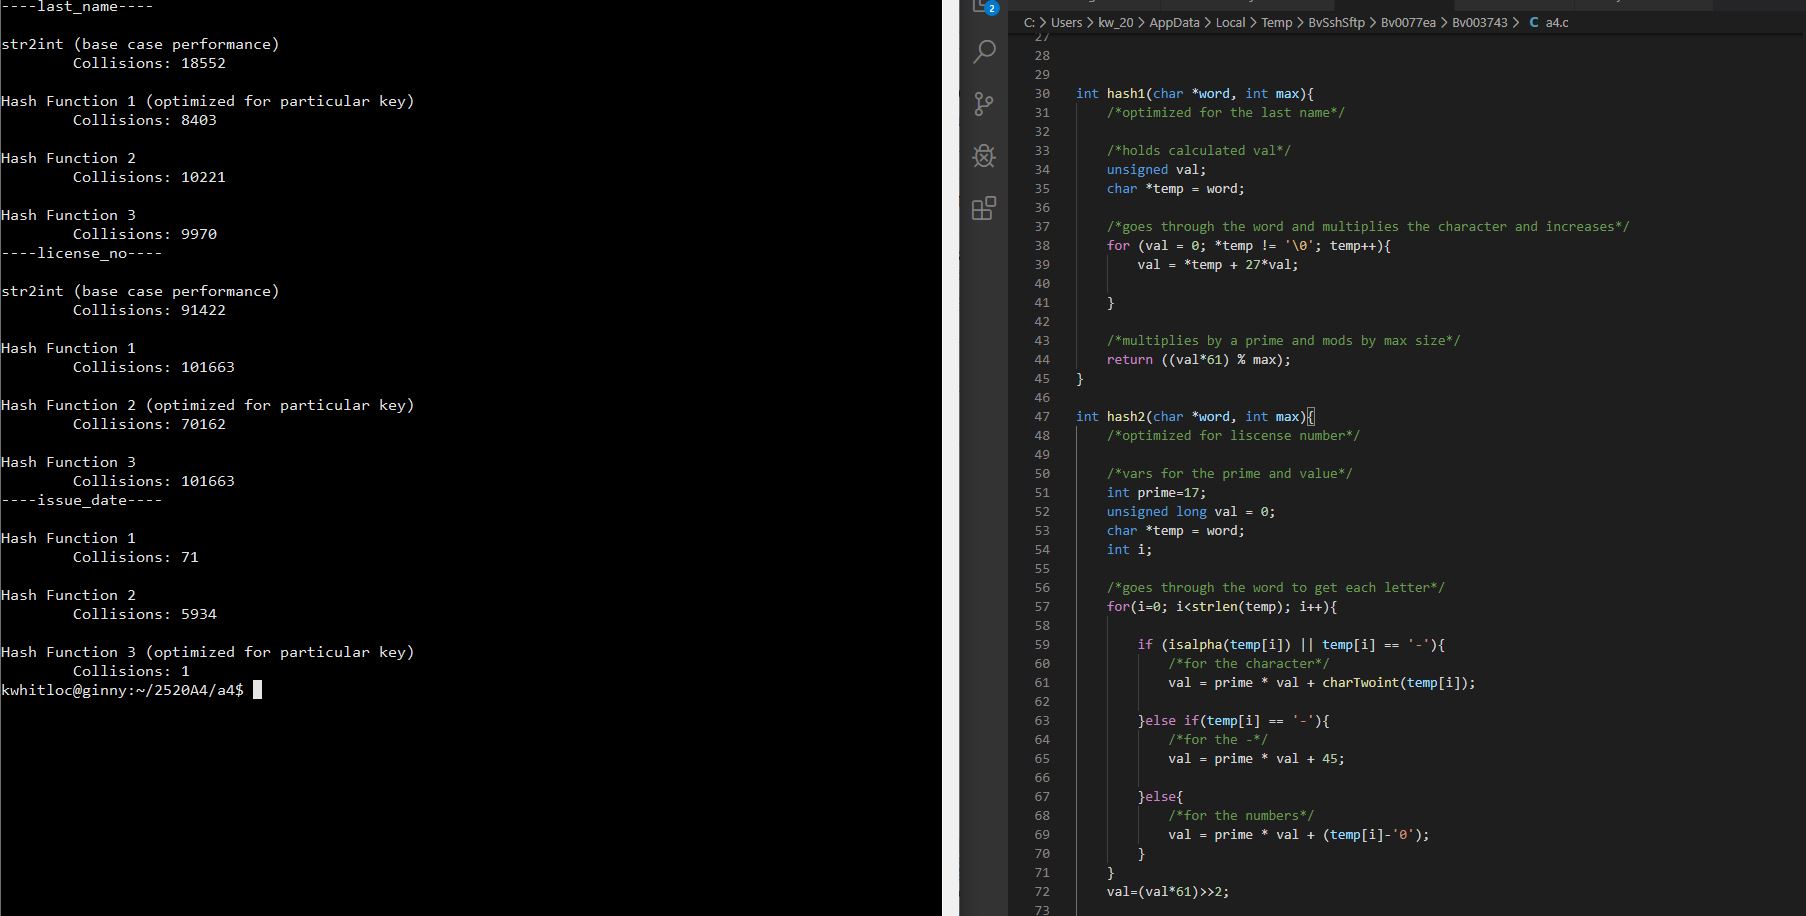 ----last_name----
str2int (base case performance)
Collisions: 18552
Hash Function 1 (optimized for particular key)
Collisions: 8403
Hash Function 2
Collisions: 10221
Hash Function 3
Collisions: 9970
----license_no----
str2int (base case performance)
Collisions: 91422
Hash Function 1
Collisions: 101663
Hash Function 2 (optimized for particular key)
Collisions: 70162
Hash Function 3
Collisions: 101663
----issue_date----
Hash Function 1
Collisions: 71
Hash Function 2
Collisions: 5934
Hash Function 3 (optimized for particular key)
Collisions: 1
kwhitloc@ginny:~/2520A4/a4$
2
C: > Users > kw_20 > AppData > Local > Temp > BvSshSftp > Bv0077ea > Bv003743 > C a4.c
27
28
29
30 int hash1(char *word, int max){
31 /*optimized for the last name*/
32
33 /*holds calculated val*/
34 unsigned val;
35 char *temp = word;
36
37 /*goes through the word and multiplies the character and increases*/
38 for (val = 0; *temp != '\0'; temp++){
39 val = *temp + 27*val;
40
41 }
42
43 /*multiplies by a prime and mods by max size*/
44 return ((val*61) % max);
45 }
46
47 int hash2(char *word, int max){
48 /*optimized for liscense number*/
49
50 /*vars for the prime and value*/
51 int prime=17;
52 unsigned long val = 0;
53 char *temp = word;
54 int i;
55
56 /*goes through the word to get each letter*/
57 for(i=0; i<strlen(temp); i++){
58
59 if (isalpha(temp[i]) || temp[i] == '-'){
60 /*for the character*/
61 val = prime * val + charTwoint(temp[i]);
62
63 }else if(temp[i] == '-'){
64 /*for the -*/
65 val = prime * val + 45;
66
67 }else{
68 /*for the numbers*/
69 val = prime * val + (temp[i]-'0');
70 }
71 }
72 val=(val*61)>>2;
73